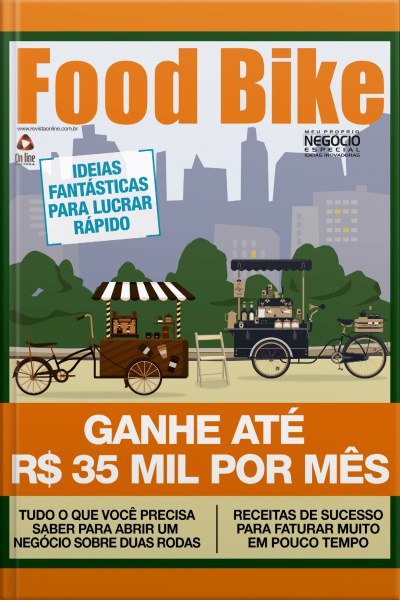 Food Bike
www.revistaonline.com.br
On line
EDITORA
MEU PRÓPRIO
NEGÓCIO
ESPECIAL
IDEIAS INOVADORAS
IDEIAS
FANTÁSTICAS
PARA LUCRAR
RÁPIDO
GANHE ATÉ
R$ 35 MIL POR MÊS
TUDO O QUE VOCÊ PRECISA
SABER PARA ABRIR UM
NEGÓCIO SOBRE DUAS RODAS
RECEITAS DE SUCESSO
PARA FATURAR MUITO
EM POUCO TEMPO